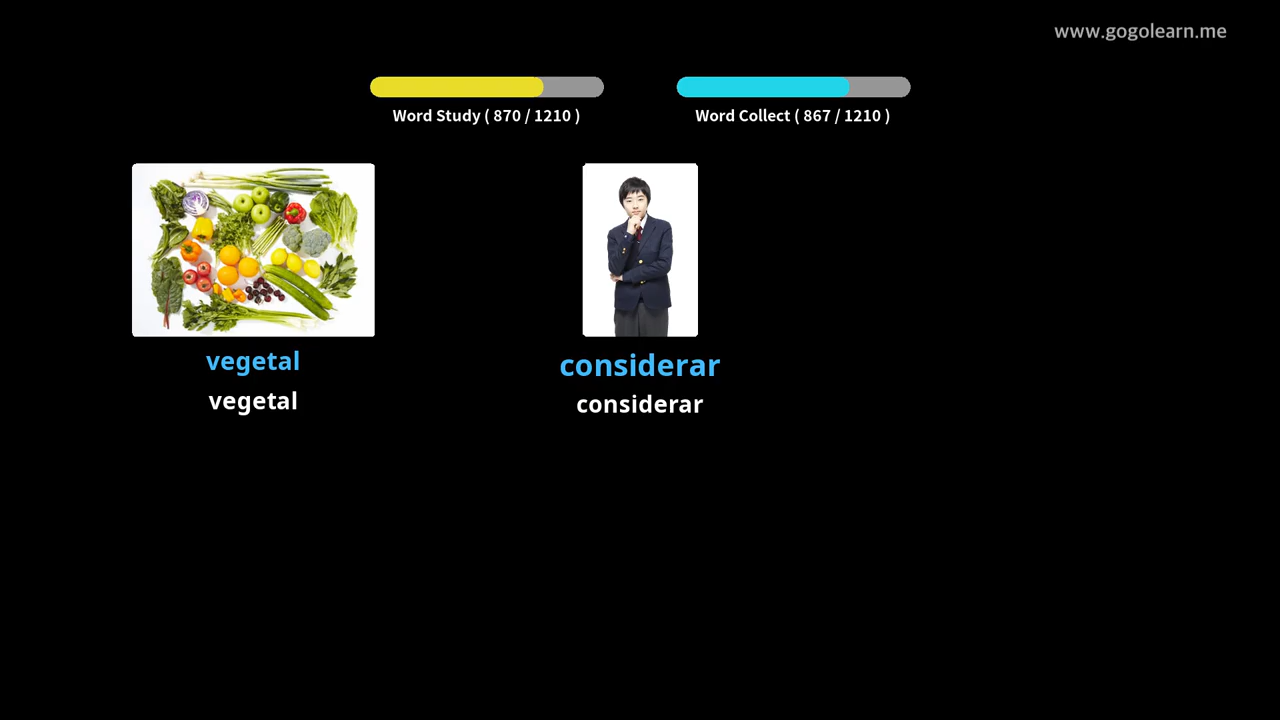 www.gogolearn.me
Word Study ( 870 / 1210 )
Word Collect ( 867 / 1210 )
vegetal
vegetal
considerar
considerar